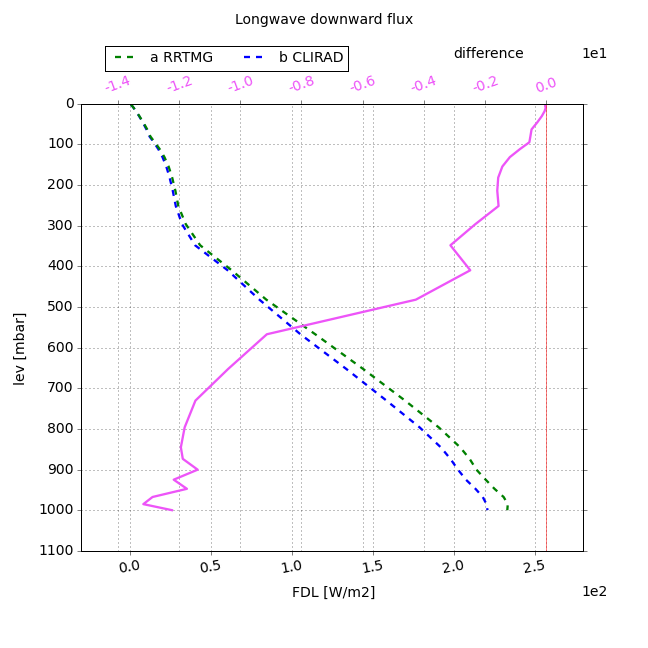 Longwave downward flux
a RRTMG b CLIRAD difference 1e1
-1.4 -1.2 -1.0 -0.8 -0.6 -0.4 -0.2 0.0
0
100
200
300
400
500
600
700
800
900
1000
1100
lev [mbar]
0.0 0.5 1.0 1.5 2.0 2.5
FDL [W/m2] 1e2